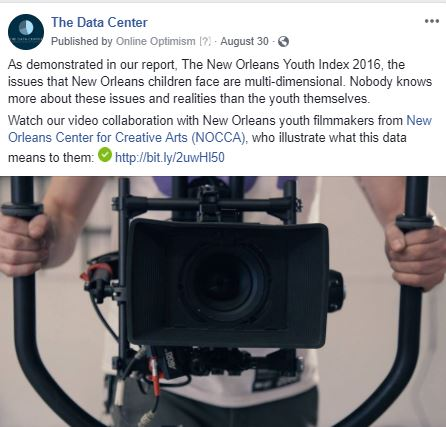 The Data Center
Published by Online Optimism [?] · August 30 ·
As demonstrated in our report, The New Orleans Youth Index 2016, the
issues that New Orleans children face are multi-dimensional. Nobody knows
more about these issues and realities than the youth themselves.
Watch our video collaboration with New Orleans youth filmmakers from New
Orleans Center for Creative Arts (NOCCA), who illustrate what this data
means to them: http://bit.ly/2uwHl50